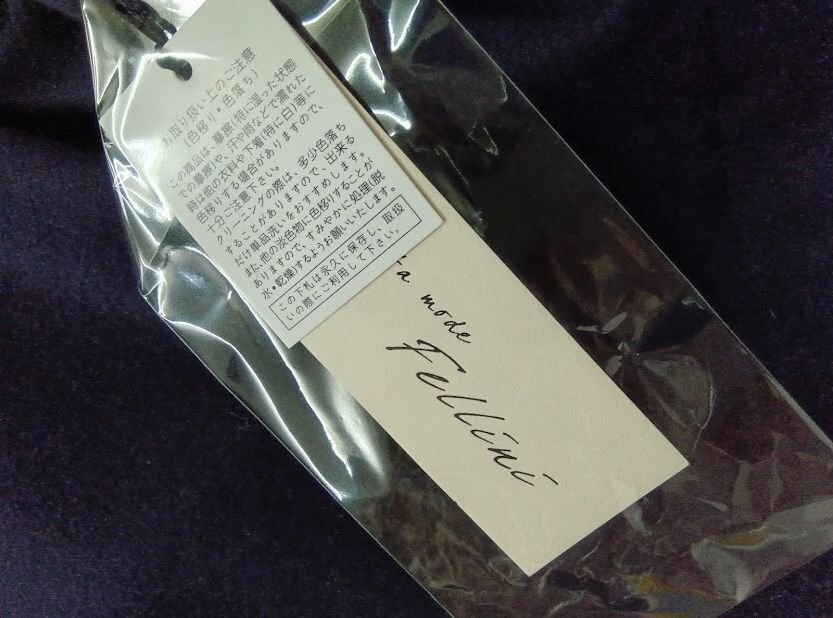 お取り扱い上のご注意
(色移り・色落ち)
この商品は、摩擦(特に湿った状態
での摩擦)や、汗や雨などで濡れた
時は他の衣料や下着(特に白)等に
色移りする場合がありますので、
十分ご注意下さい。
クリーニングの際は、多少色落ち
することがありますので、出来る
だけ単品洗いをおすすめします。
また、他の淡色物に色移りすることが
ありますので、すみやかに処理(脱
水・乾燥)するようお願いいたします。
この下札は永久に保存し、取扱
いの際にご利用して下さい。
a mode
Fellini